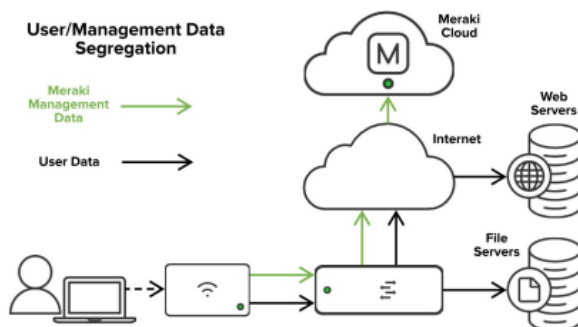 User/Management Data
Segregation
Meraki
Management
Data
User Data
Meraki
Cloud
M
Internet
Web
Servers
File
Servers